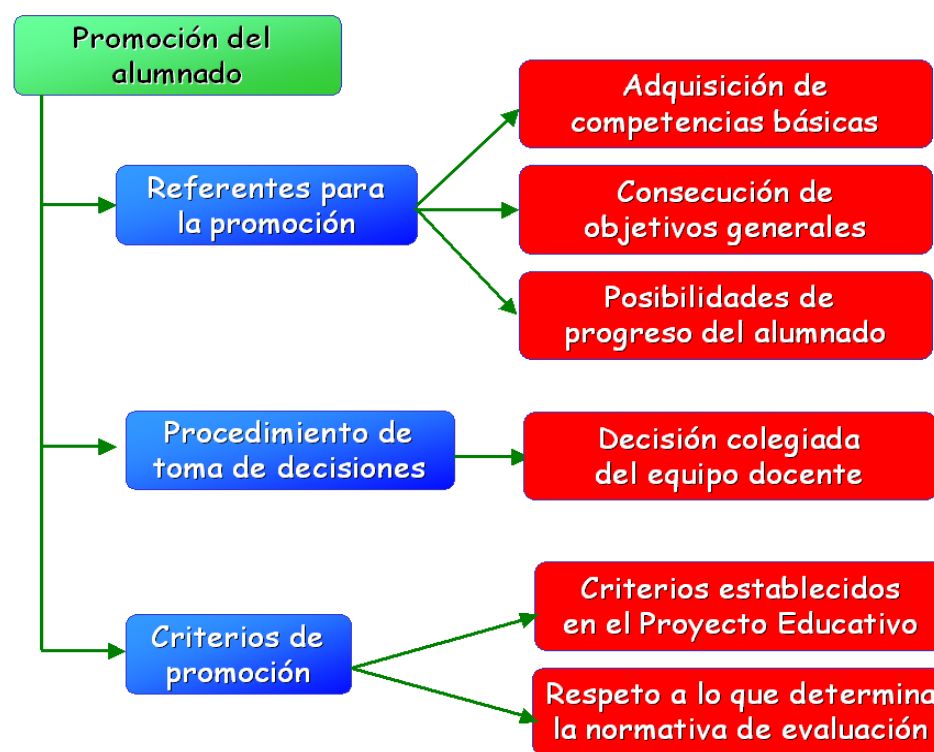 Promoción del
alumnado
Referentes para
la promoción
Adquisición de
competencias básicas
Consecución de
objetivos generales
Posibilidades de
progreso del alumnado
Procedimiento de
toma de decisiones
Decisión colegiada
del equipo docente
Criterios de
promoción
Criterios establecidos
en el Proyecto Educativo
Respeto a lo que determina
la normativa de evaluación